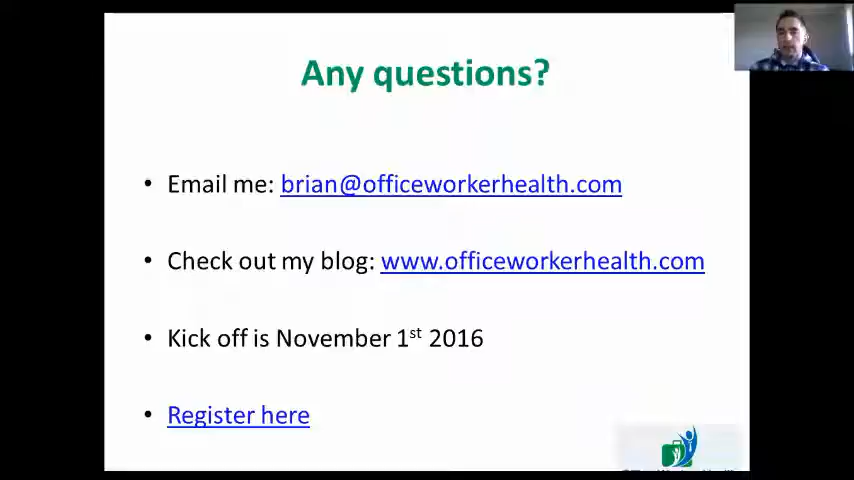 Any questions?
• Email me: brian@officeworkerhealth.com
• Check out my blog: www.officeworkerhealth.com
• Kick off is November 1st 2016
• Register here